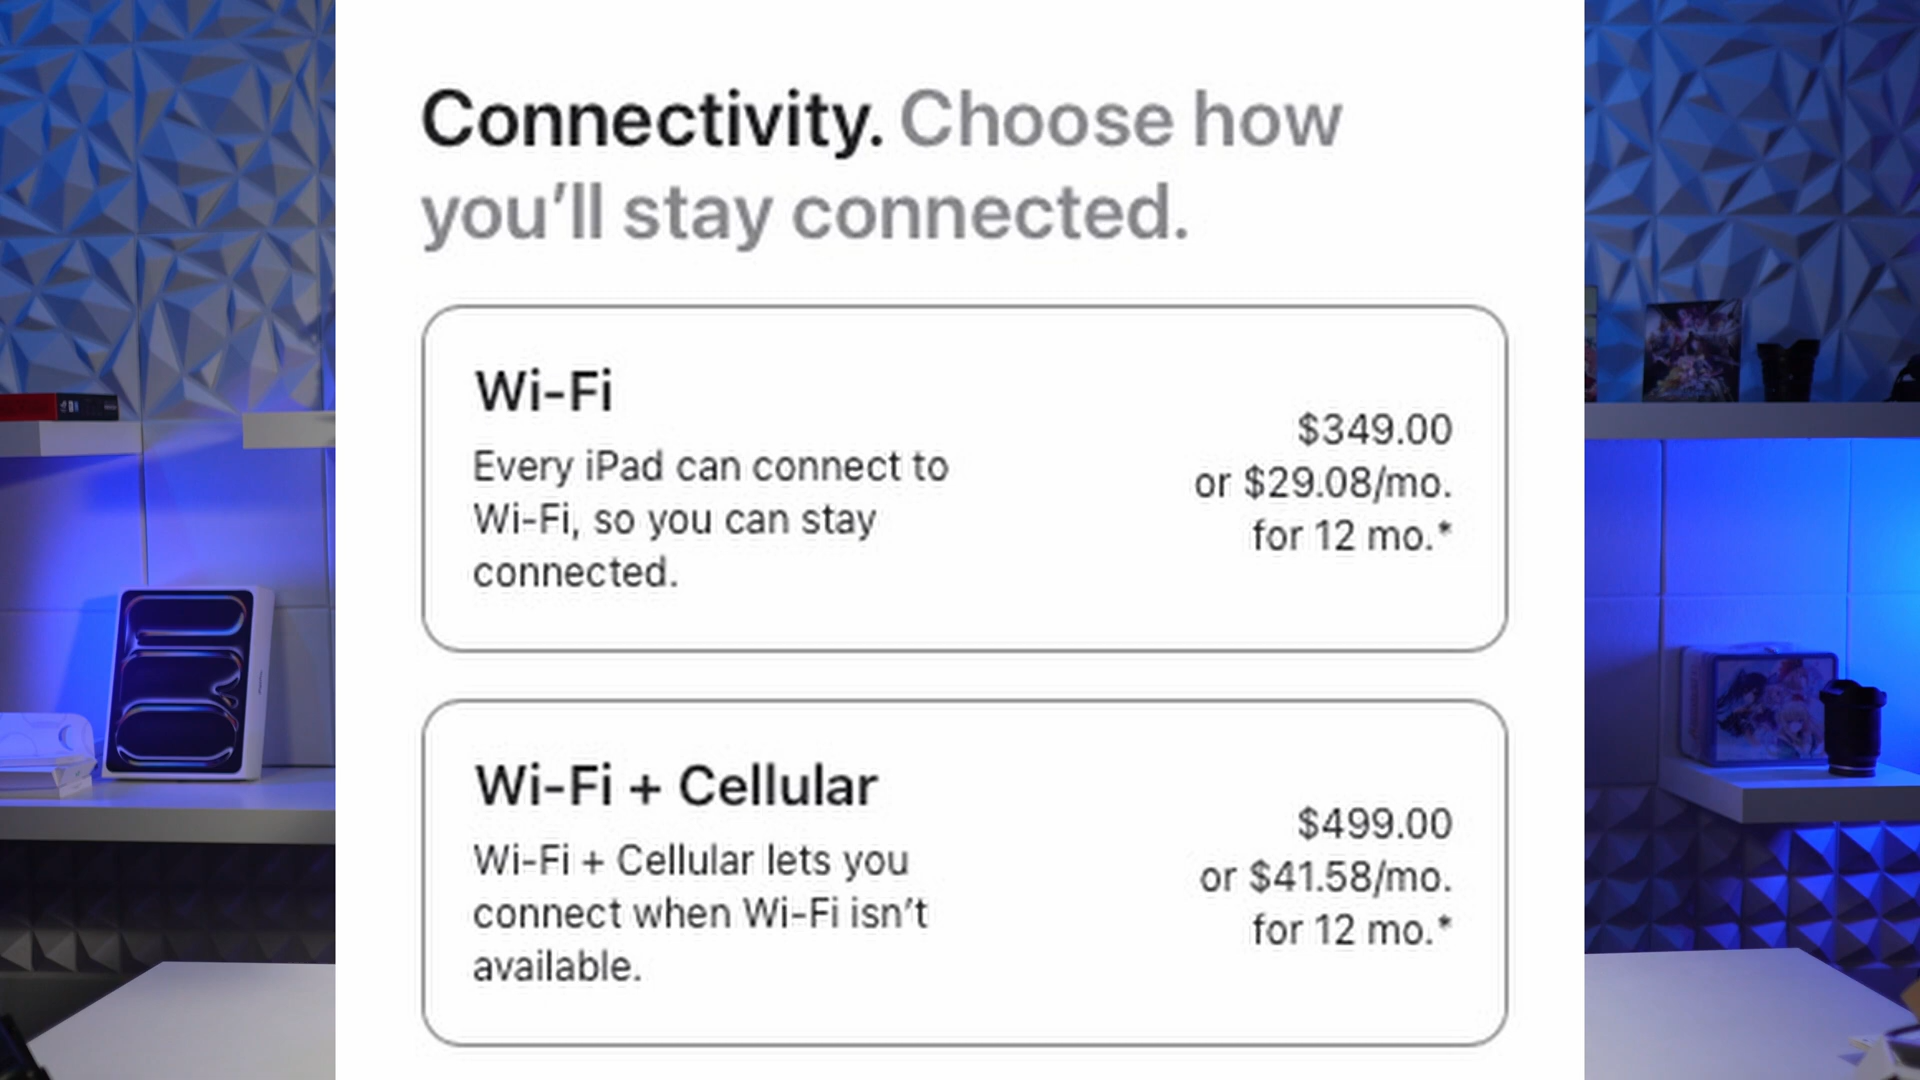 Connectivity. Choose how
you’ll stay connected.
Wi-Fi
Every iPad can connect to
Wi-Fi, so you can stay
connected.
$349.00
or $29.08/mo.
for 12 mo.*
Wi-Fi + Cellular
Wi-Fi + Cellular lets you
connect when Wi-Fi isn’t
available.
$499.00
or $41.58/mo.
for 12 mo.*